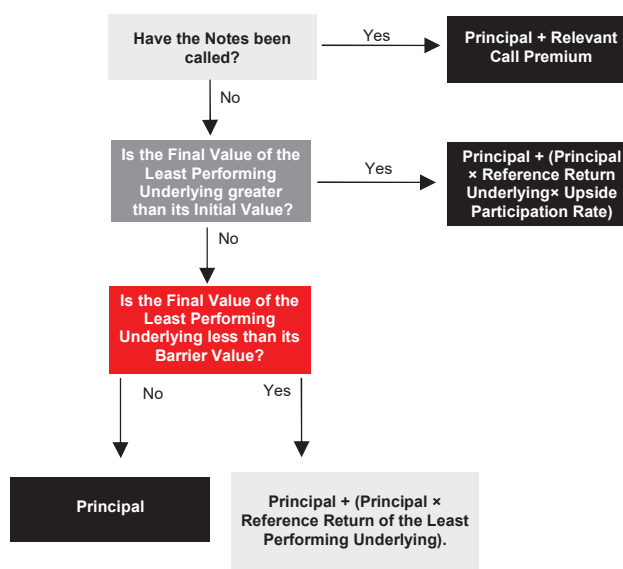 Have the Notes been
called?
Yes
Principal + Relevant
Call Premium
No
Is the Final Value of the
Least Performing
Underlying greater
than its Initial Value?
Yes
Principal + (Principal
× Reference Return
Underlying× Upside
Participation Rate)
No
Is the Final Value of the
Least Performing
Underlying less than its
Barrier Value?
No
Yes
Principal
Principal + (Principal ×
Reference Return of the Least
Performing Underlying).